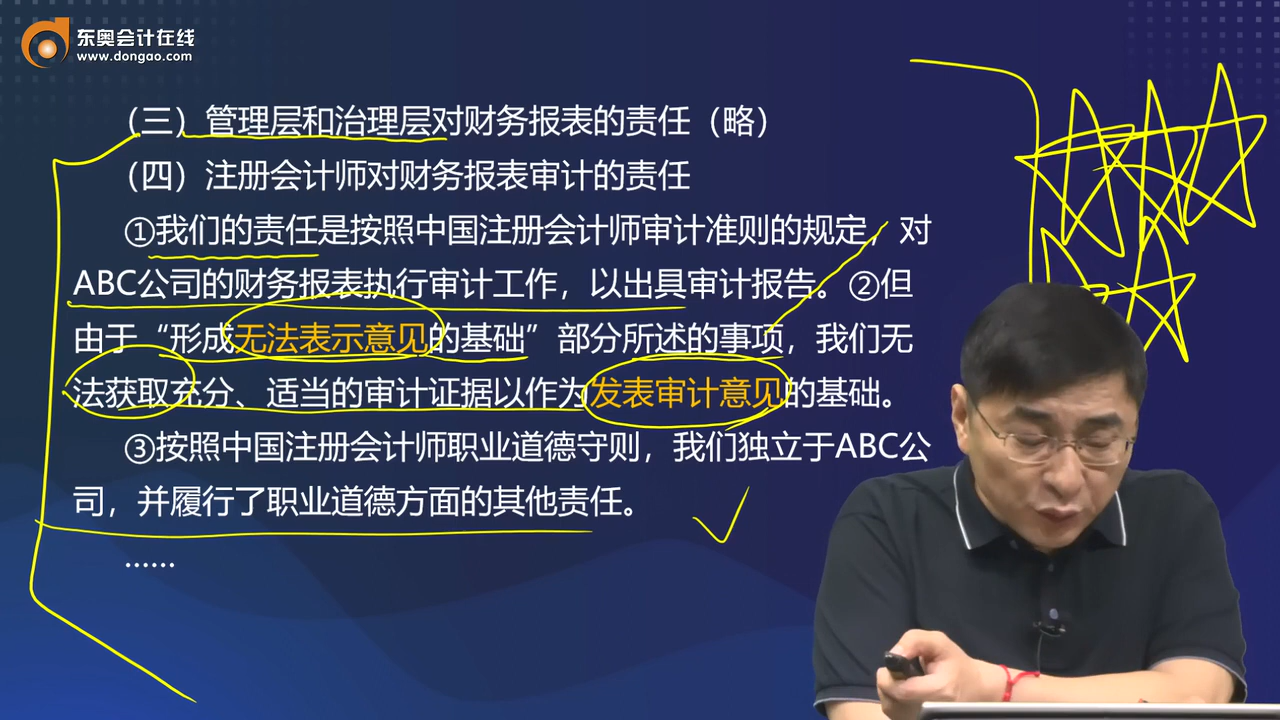 东奥会计在线
www.dongao.com
（三）管理层和治理层对财务报表的责任（略）
（四）注册会计师对财务报表审计的责任
①我们的责任是按照中国注册会计师审计准则的规定，对
ABC公司的财务报表执行审计工作，以出具审计报告。②但
由于“形成无法表示意见的基础”部分所述的事项，我们无
法获取充分、适当的审计证据以作为发表审计意见的基础。
③按照中国注册会计师职业道德守则，我们独立于ABC公
司，并履行了职业道德方面的其他责任。
……